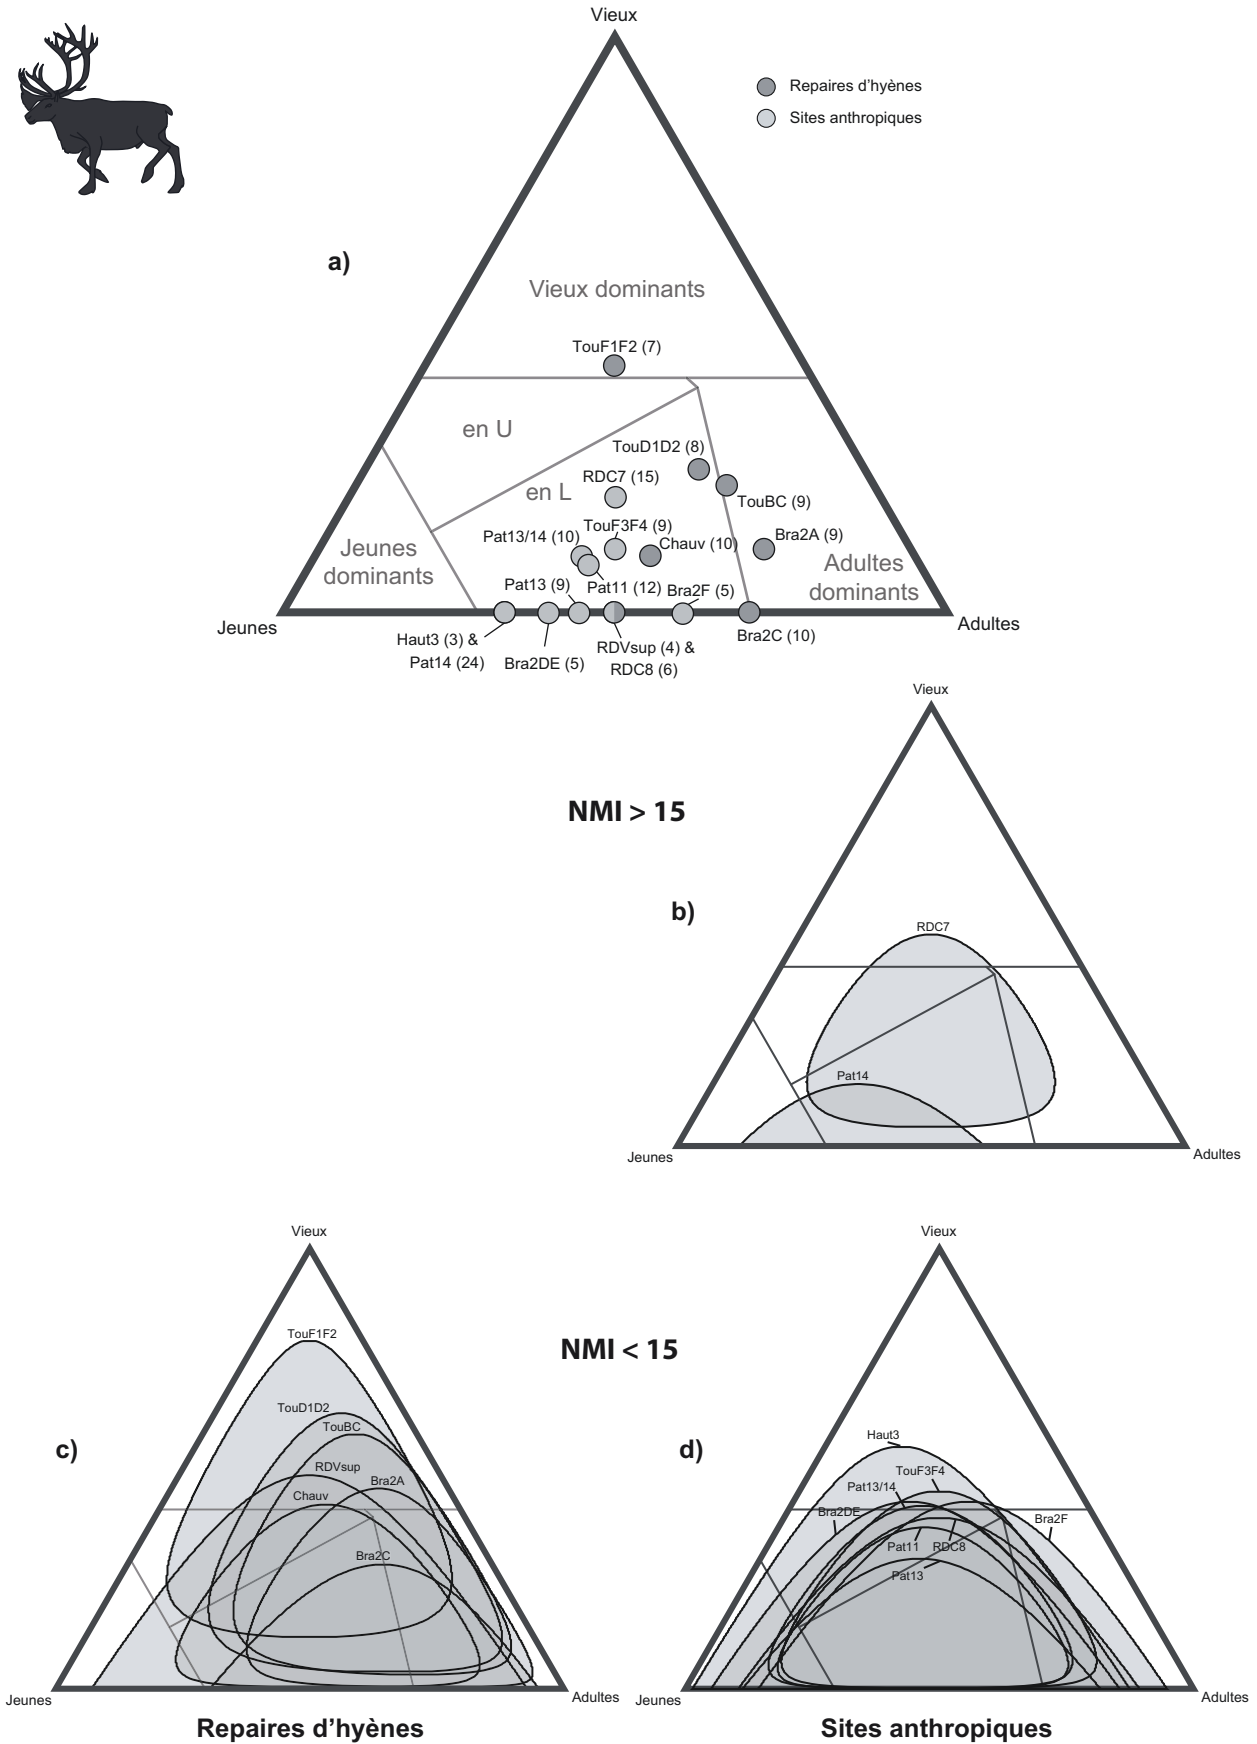 Vieux
Repaires d'hyènes
Sites anthropiques
a)
Vieux dominants
TouF1F2 (7)
en U
TouD1D2 (8)
RDC7 (15)
en L
TouBC (9)
TouF3F4 (9)
Pat13/14 (10)
Chauv (10)
Bra2A (9)
Jeunes
dominants
Adultes
dominants
Pat13 (9)
Pat11 (12)
Bra2F (5)
Jeunes
Adultes
Haut3 (3) &
Pat14 (24)
Bra2DE (5)
RDVsup (4) &
RDC8 (6)
Bra2C (10)
Vieux
NMI > 15
b)
RDC7
Pat14
Jeunes
Adultes
Vieux
Vieux
NMI < 15
c)
TouF1F2
TouD1D2
TouBC
RDVsup
Bra2A
Chauv
Bra2C
Jeunes
Adultes
Repaires d'hyènes
d)
Haut3
TouF3F4
Pat13/14
Bra2DE
Bra2F
Pat11
RDC8
Pat13
Jeunes
Adultes
Sites anthropiques